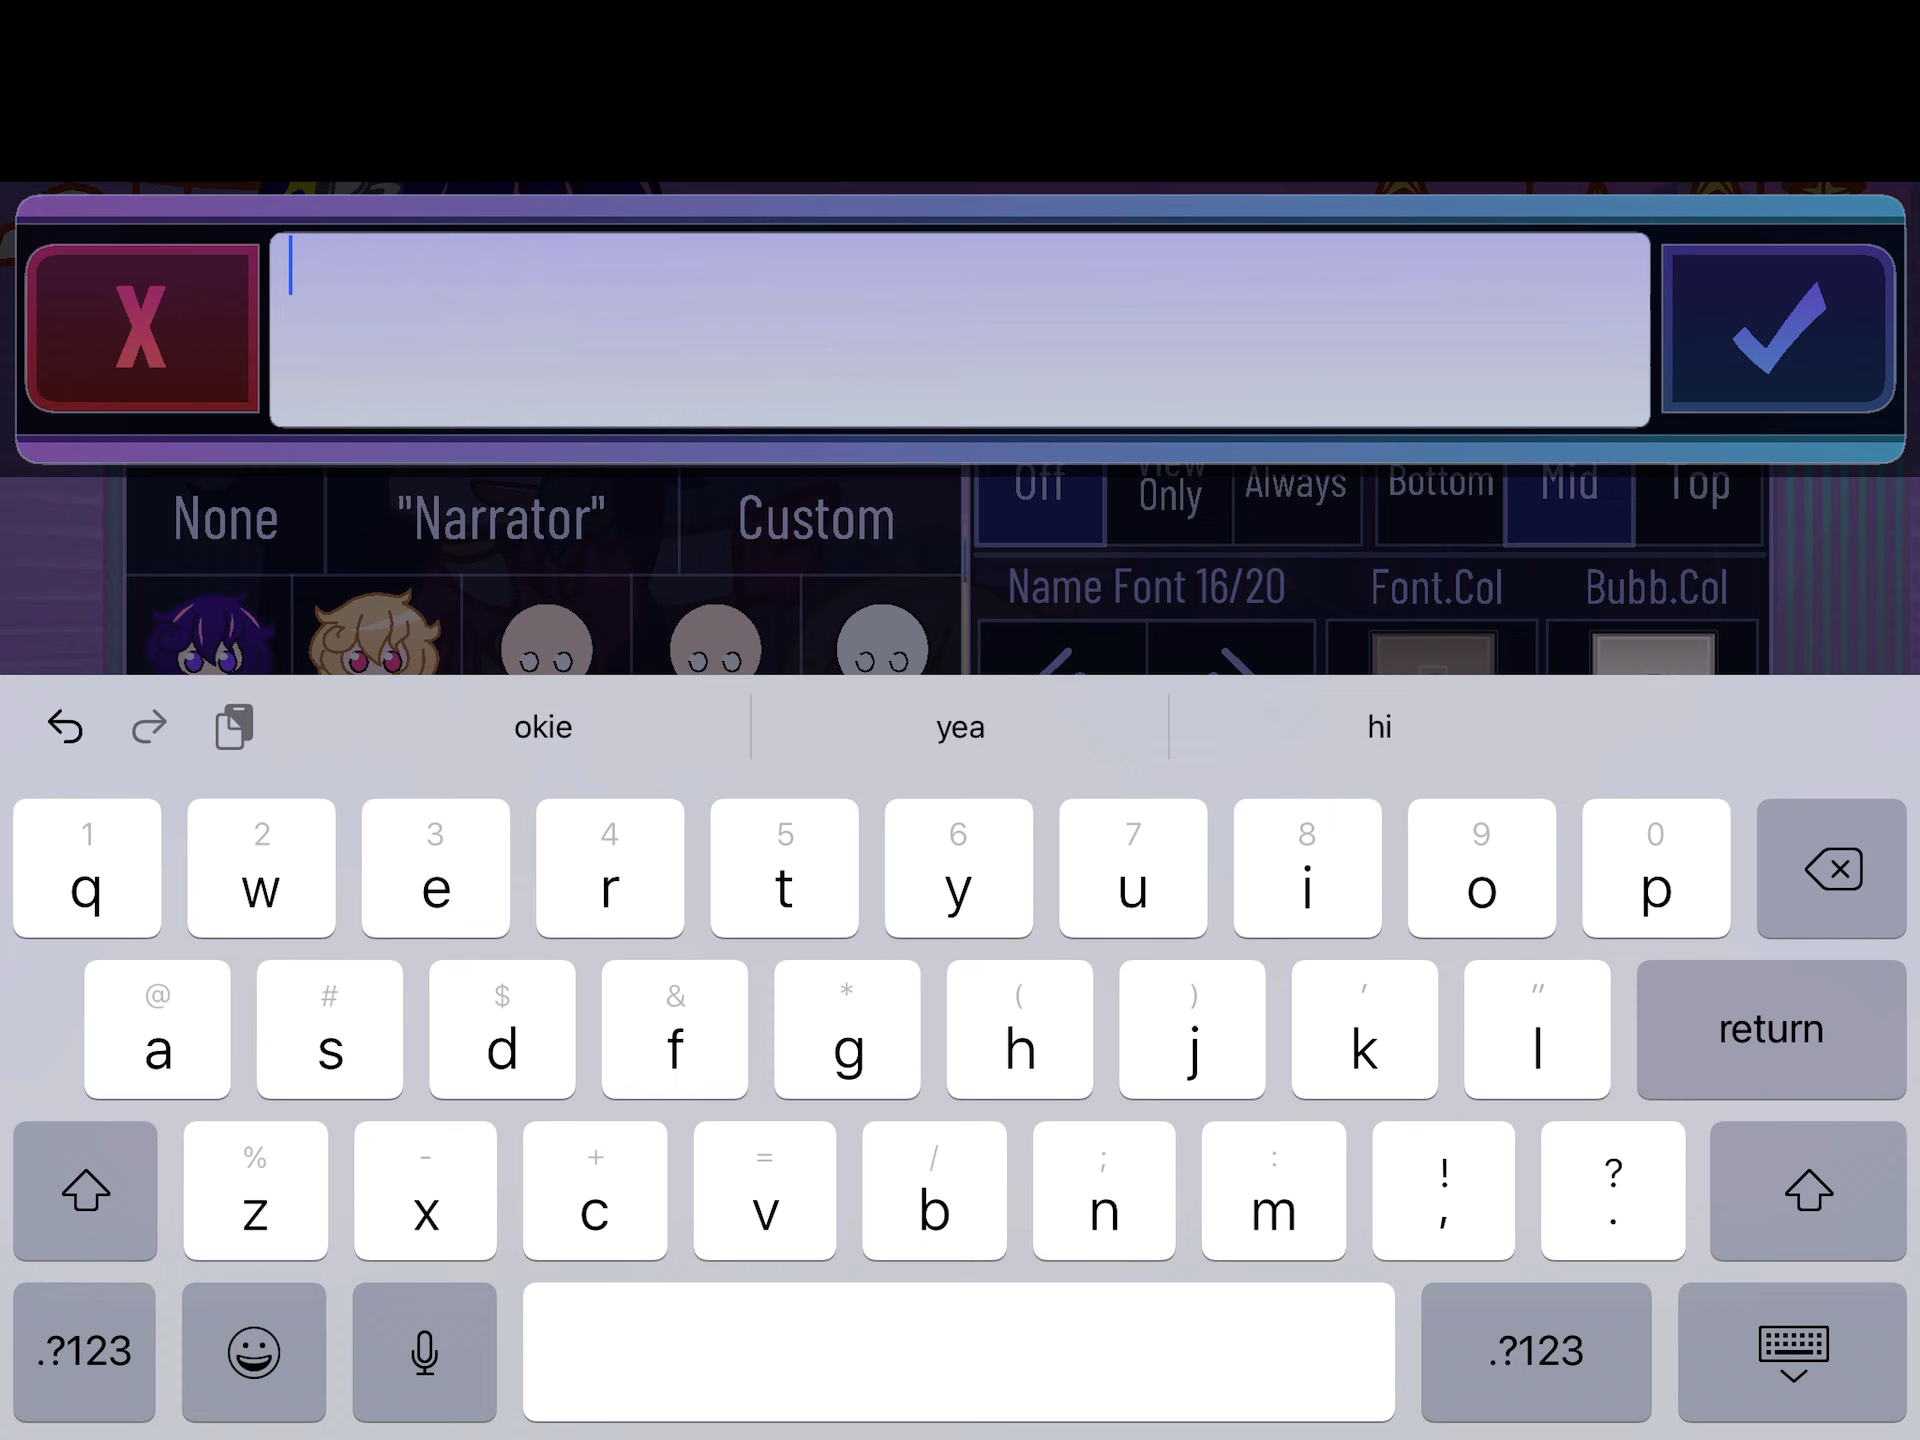 X
Off View Only Always Bottom Mid Top
None "Narrator" Custom
Name Font 16/20 Font.Col Bubb.Col
okie yea hi
1 2 3 4 5 6 7 8 9 0
q w e r t y u i o p
@ # $ & * ( ) ' "
a s d f g h j k l return
% - + = / ; : ! ?
z x c v b n m , .
.?123 .?123